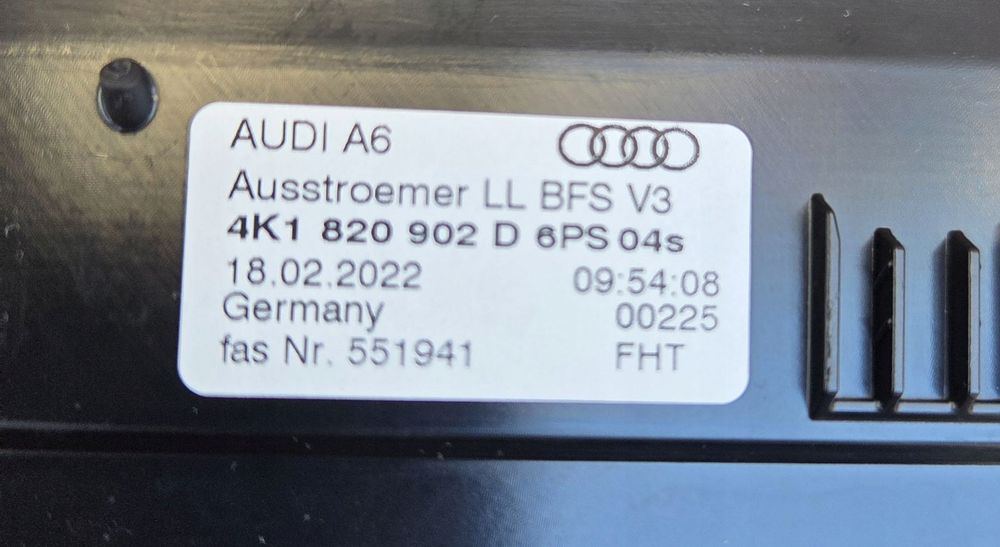 AUDI A6
Ausstroemer LL BFS V3
4K1 820 902 D 6PS 04s
18.02.2022 09:54:08
Germany 00225
fas Nr. 551941 FHT